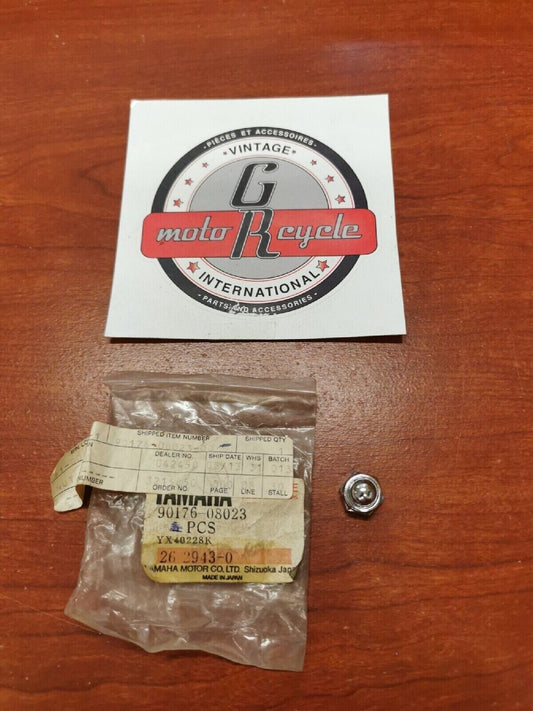 - PIECES ET ACCESSOIRES -
*VINTAGE*
G
moto R cycle
INTERNATIONAL
- PARTS AND ACCESSORIES -
SHIPPED ITEM NUMBER SHIPPED QTY
DEALER NO. SHIP DATE WHS BATCH
042450
ORDER NO. PAGE LINE STALL
NUMBER
YAMAHA
90176-08023
PCS
YX40228K
26 2943-0
YAMAHA MOTOR CO. LTD. Shizuoka Japan
MADE IN JAPAN